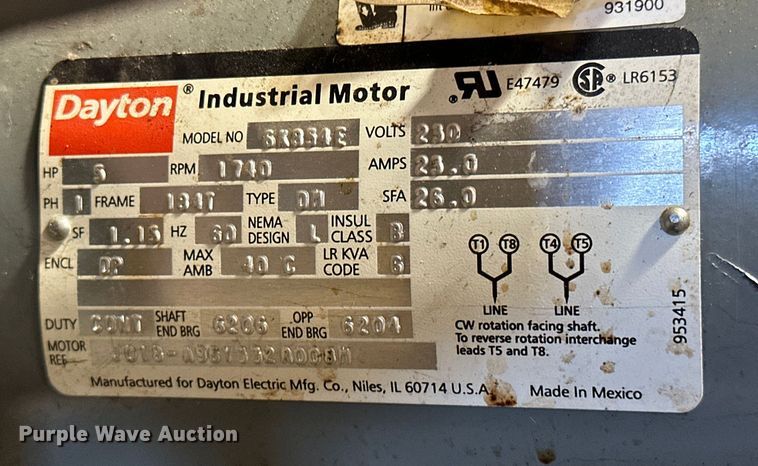 931900
Dayton® Industrial Motor ®RU E47479 SA® LR6153
MODEL NO VOLTS 230
HP 5 RPM 1740 AMPS 23.0
PH 1 FRAME 184T TYPE SFA 26.0
SF 1.15 HZ 60 NEMA DESIGN L INSUL CLASS B
ENCL DP MAX AMB 40 C LR KVA CODE G
T1 T8 T4 T5
LINE LINE
DUTY CONT SHAFT END BRG 6206 OPP END BRG 6204
CW rotation facing shaft.
To reverse rotation interchange
leads T5 and T8.
953415
MOTOR REF
Manufactured for Dayton Electric Mfg. Co., Niles, IL 60714 U.S.A. Made In Mexico
Purple Wave Auction